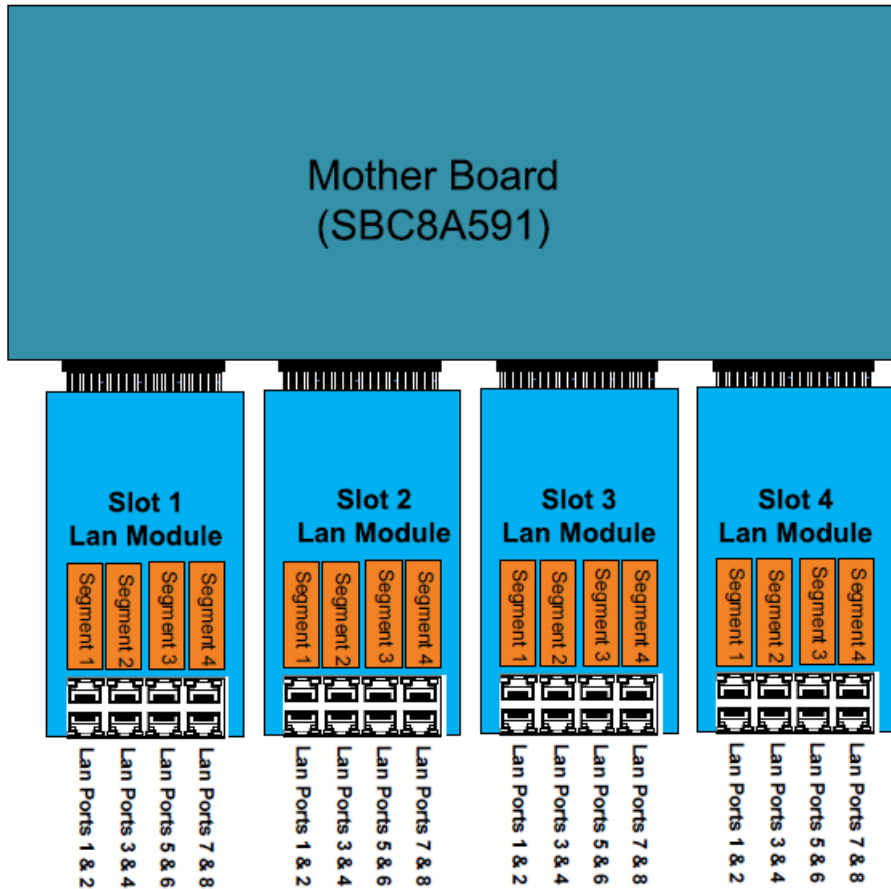 Mother Board
(SBC8A591)
Slot 1
Lan Module
Segment 1
Segment 2
Segment 3
Segment 4
Lan Ports 1 & 2
Lan Ports 3 & 4
Lan Ports 5 & 6
Lan Ports 7 & 8
Slot 2
Lan Module
Segment 1
Segment 2
Segment 3
Segment 4
Lan Ports 1 & 2
Lan Ports 3 & 4
Lan Ports 5 & 6
Lan Ports 7 & 8
Slot 3
Lan Module
Segment 1
Segment 2
Segment 3
Segment 4
Lan Ports 1 & 2
Lan Ports 3 & 4
Lan Ports 5 & 6
Lan Ports 7 & 8
Slot 4
Lan Module
Segment 1
Segment 2
Segment 3
Segment 4
Lan Ports 1 & 2
Lan Ports 3 & 4
Lan Ports 5 & 6
Lan Ports 7 & 8